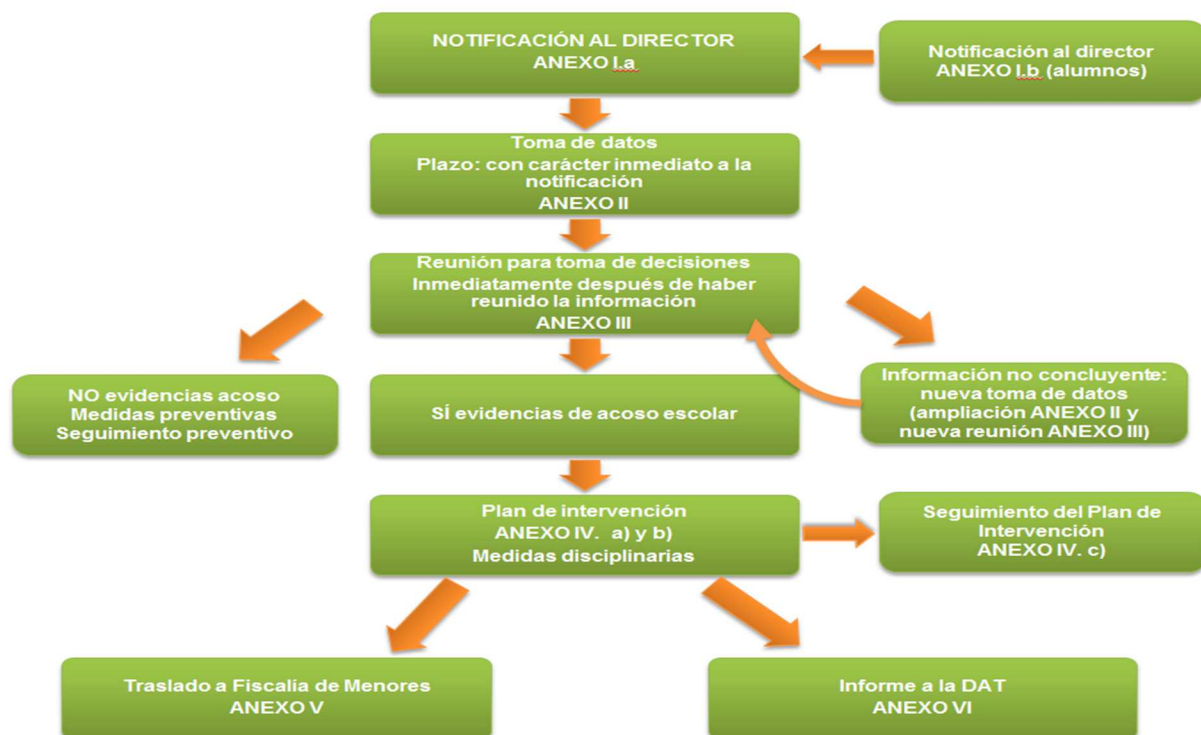 NOTIFICACIÓN AL DIRECTOR
ANEXO I.a
Notificación al director
ANEXO I.b (alumnos)
Toma de datos
Plazo: con carácter inmediato a la
notificación
ANEXO II
Reunión para toma de decisiones
Inmediatamente después de haber
reunido la información
ANEXO III
NO evidencias acoso
Medidas preventivas
Seguimiento preventivo
SÍ evidencias de acoso escolar
Información no concluyente:
nueva toma de datos
(ampliación ANEXO II y
nueva reunión ANEXO III)
Plan de intervención
ANEXO IV. a) y b)
Medidas disciplinarias
Seguimiento del Plan de
Intervención
ANEXO IV. c)
Traslado a Fiscalía de Menores
ANEXO V
Informe a la DAT
ANEXO VI